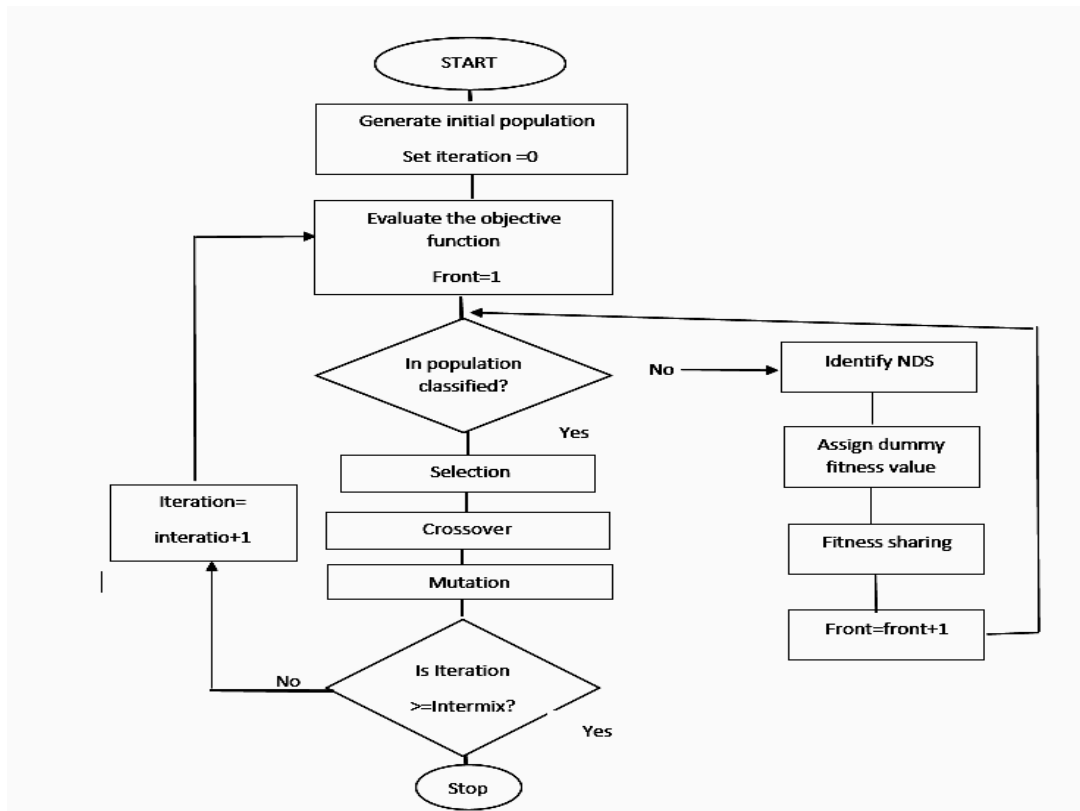 START
Generate initial population
Set iteration =0
Evaluate the objective
function
Front=1
In population
classified?
No
Identify NDS
Assign dummy
fitness value
Fitness sharing
Front=front+1
Yes
Selection
Crossover
Mutation
Is Iteration
>=Intermix?
No
Iteration=
interatio+1
Yes
Stop